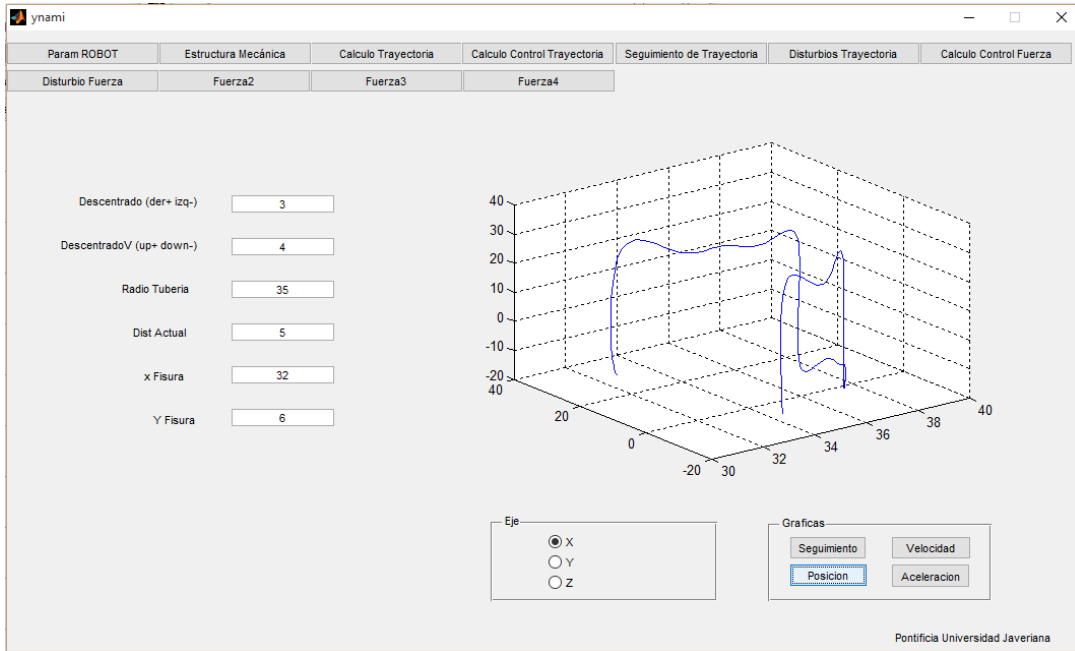 ynami
Param ROBOT
Estructura Mecánica
Calculo Trayectoria
Calculo Control Trayectoria
Seguimiento de Trayectoria
Disturbios Trayectoria
Calculo Control Fuerza
Disturbio Fuerza
Fuerza2
Fuerza3
Fuerza4
Descentrado (der+ izq-)
3
DescentradoV (up+ down-)
4
Radio Tuberia
35
Dist Actual
5
x Fisura
32
Y Fisura
6
40
30
20
10
0
-10
-20
40
20
0
-20
30
32
34
36
38
40
Eje
X
Y
Z
Graficas
Seguimiento
Velocidad
Posicion
Aceleracion
Pontificia Universidad Javeriana